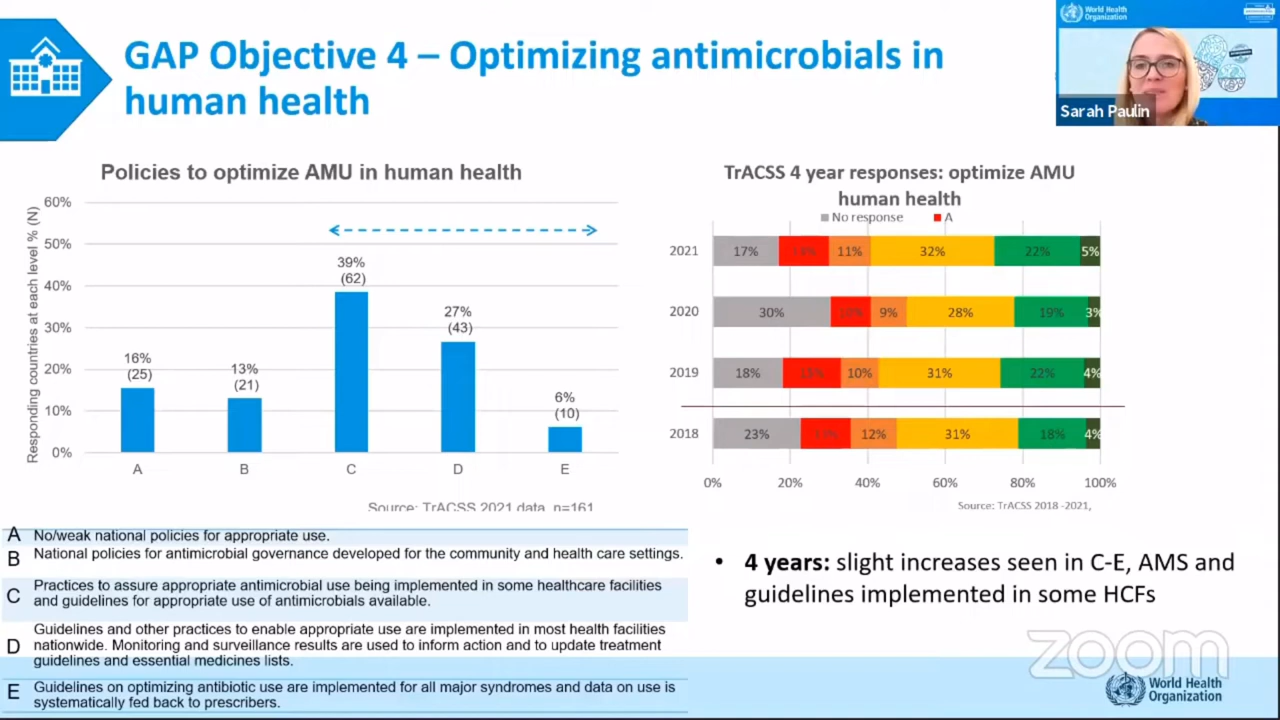 GAP Objective 4 – Optimizing antimicrobials in
human health
World Health
Organization
Sarah Paulin
Policies to optimize AMU in human health
Responding countries at each level % (N)
60%
50%
40%
30%
20%
10%
0%
16%
(25)
13%
(21)
39%
(62)
27%
(43)
6%
(10)
A B C D E
Source: TrACSS 2021 data, n=161
TrACSS 4 year responses: optimize AMU
human health
No response A
2021 17% 11% 32% 22% 5%
2020 30% 10% 9% 28% 19% 3%
2019 18% 15% 10% 31% 22% 4%
2018 23% 12% 31% 18% 4%
0% 20% 40% 60% 80% 100%
Source: TrACSS 2018 -2021,
A No/weak national policies for appropriate use.
B National policies for antimicrobial governance developed for the community and health care settings.
C Practices to assure appropriate antimicrobial use being implemented in some healthcare facilities
and guidelines for appropriate use of antimicrobials available.
D Guidelines and other practices to enable appropriate use are implemented in most health facilities
nationwide. Monitoring and surveillance results are used to inform action and to update treatment
guidelines and essential medicines lists.
E Guidelines on optimizing antibiotic use are implemented for all major syndromes and data on use is
systematically fed back to prescribers.
• 4 years: slight increases seen in C-E, AMS and
guidelines implemented in some HCFs
zoom
World Health
Organization